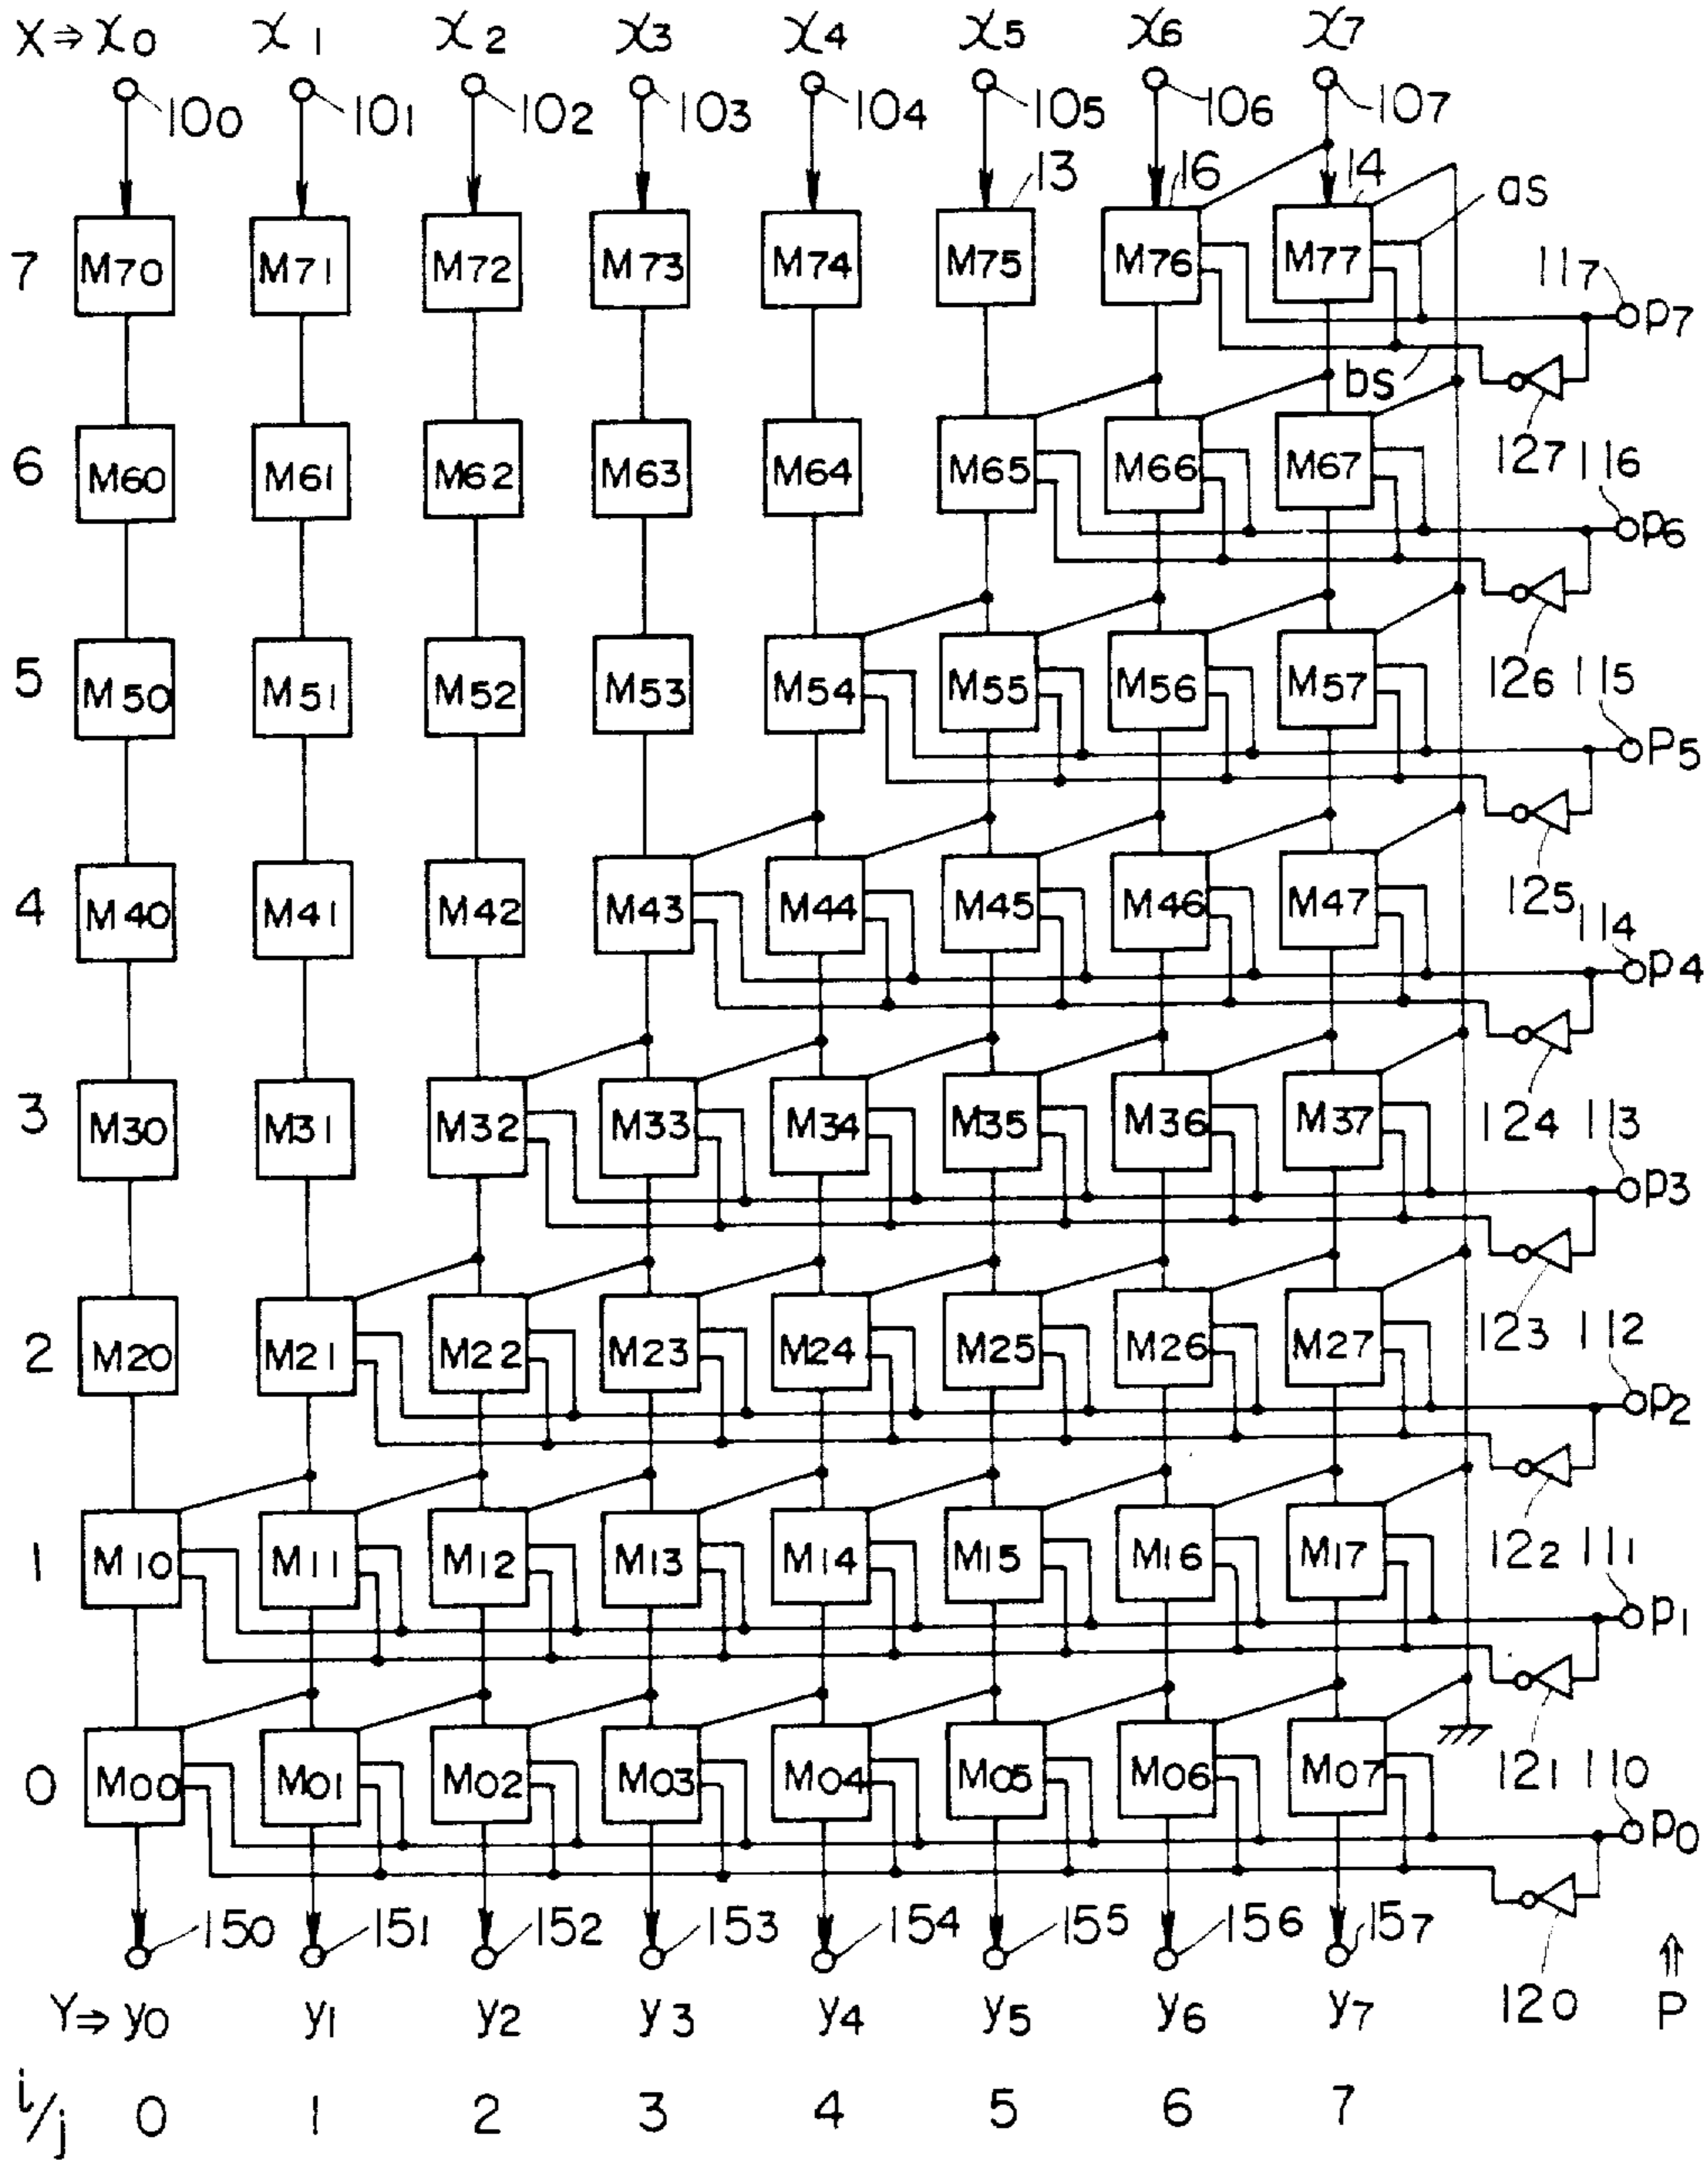 X ⇒ x0 x1 x2 x3 x4 x5 x6 x7
100 101 102 103 104 105 106 107
13 16 14 as
7 M70 M71 M72 M73 M74 M75 M76 M77 117 P7
bs
127
6 M60 M61 M62 M63 M64 M65 M66 M67 116 P6
126
5 M50 M51 M52 M53 M54 M55 M56 M57 115 P5
125
4 M40 M41 M42 M43 M44 M45 M46 M47 114 P4
124
3 M30 M31 M32 M33 M34 M35 M36 M37 113 P3
123
2 M20 M21 M22 M23 M24 M25 M26 M27 112 P2
122
1 M10 M11 M12 M13 M14 M15 M16 M17 111 P1
121
0 M00 M01 M02 M03 M04 M05 M06 M07 110 P0
150 151 152 153 154 155 156 157
120
Y ⇒ y0 y1 y2 y3 y4 y5 y6 y7 ⇑ P
i/j 0 1 2 3 4 5 6 7